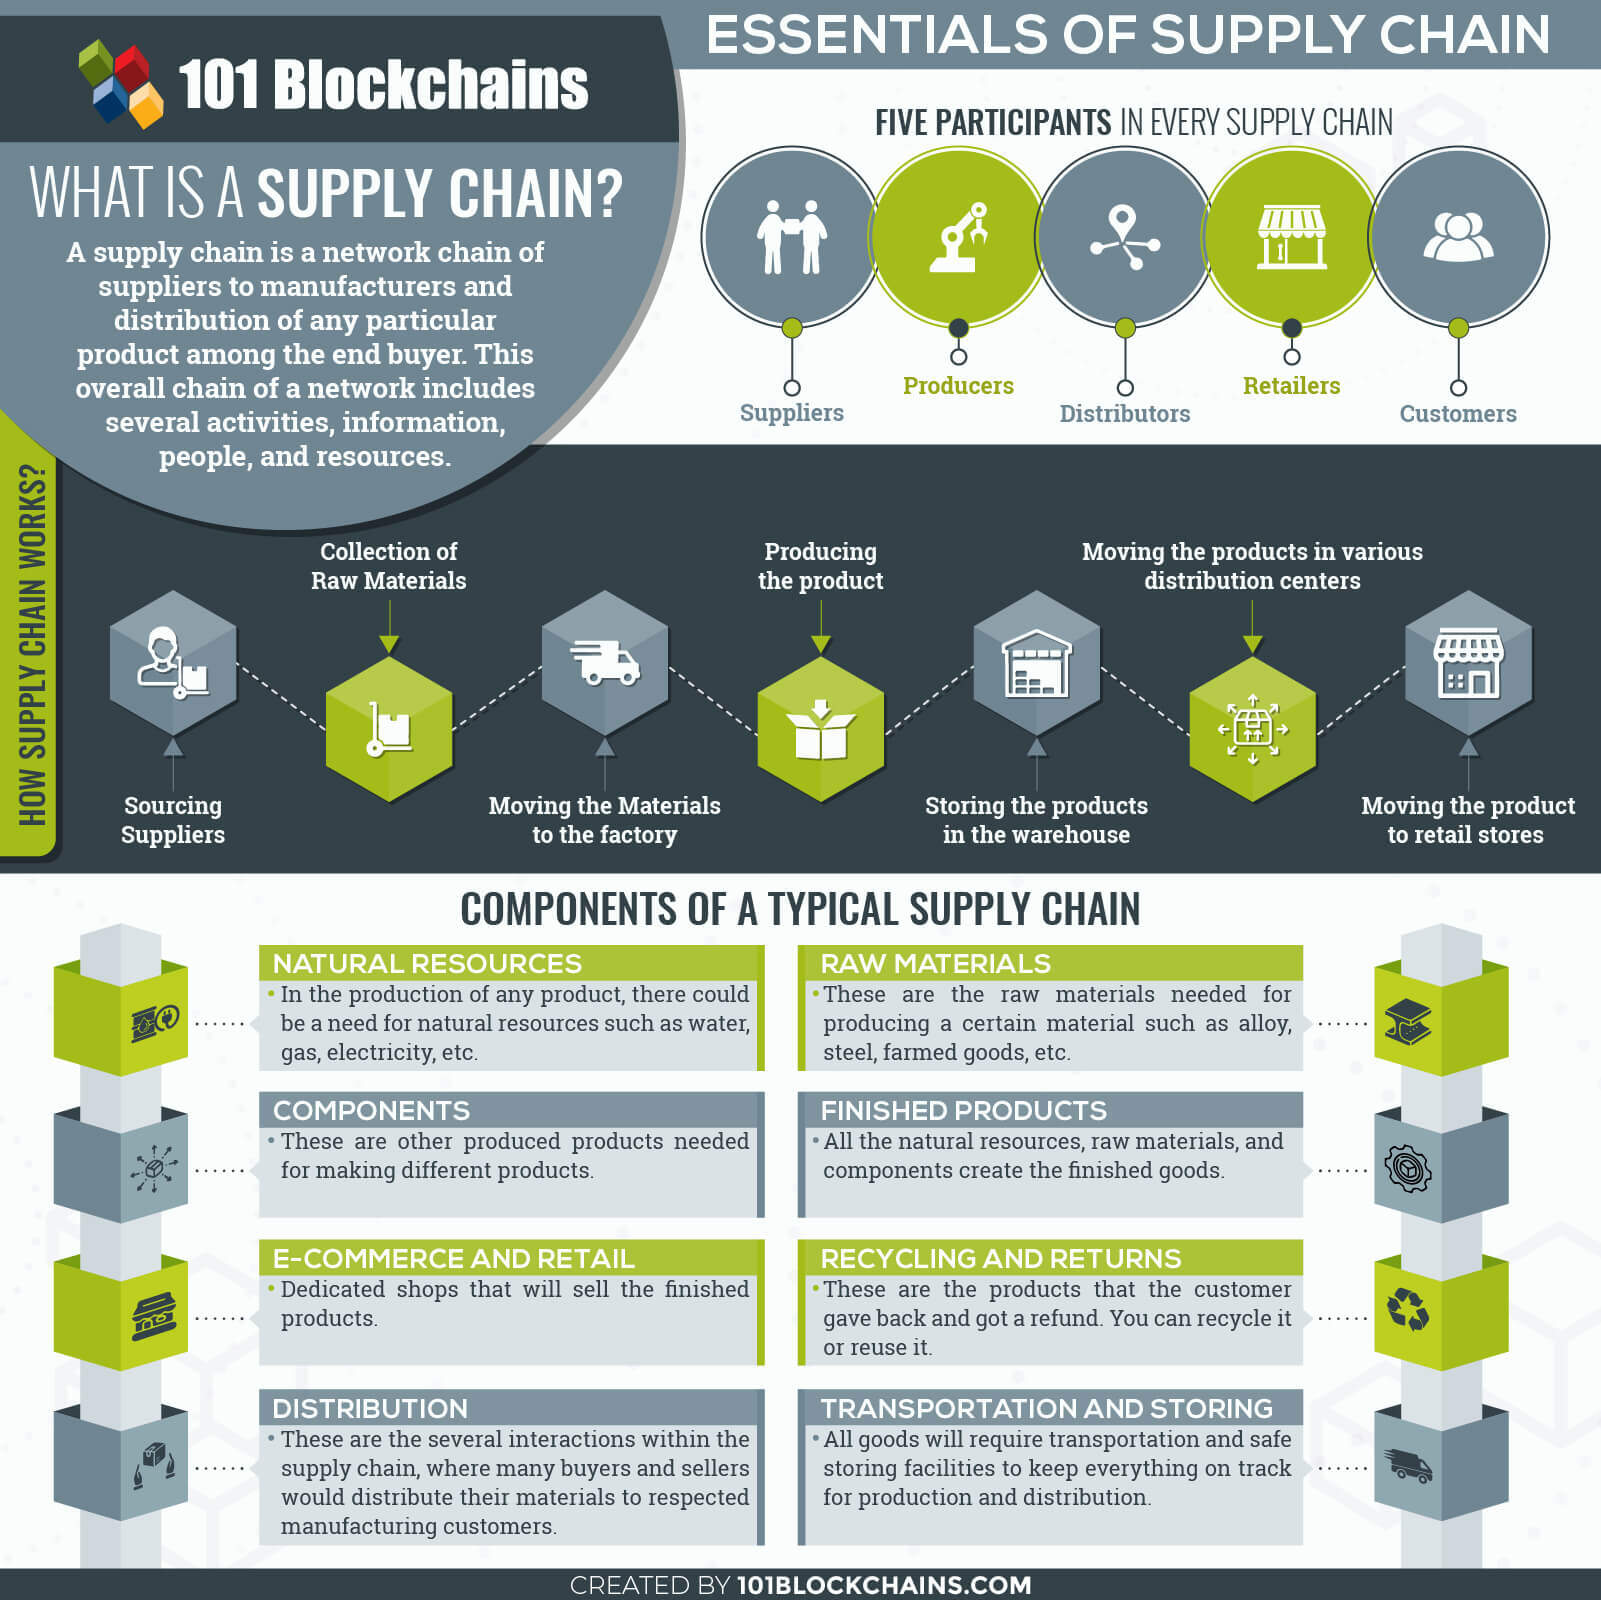 101 Blockchains
ESSENTIALS OF SUPPLY CHAIN
WHAT IS A SUPPLY CHAIN?
A supply chain is a network chain of
suppliers to manufacturers and
distribution of any particular
product among the end buyer. This
overall chain of a network includes
several activities, information,
people, and resources.
FIVE PARTICIPANTS IN EVERY SUPPLY CHAIN
Suppliers
Producers
Distributors
Retailers
Customers
HOW SUPPLY CHAIN WORKS?
Sourcing
Suppliers
Collection of
Raw Materials
Moving the Materials
to the factory
Producing
the product
Storing the products
in the warehouse
Moving the products in various
distribution centers
Moving the product
to retail stores
COMPONENTS OF A TYPICAL SUPPLY CHAIN
NATURAL RESOURCES
• In the production of any product, there could
be a need for natural resources such as water,
gas, electricity, etc.
RAW MATERIALS
• These are the raw materials needed for
producing a certain material such as alloy,
steel, farmed goods, etc.
COMPONENTS
• These are other produced products needed
for making different products.
FINISHED PRODUCTS
• All the natural resources, raw materials, and
components create the finished goods.
E-COMMERCE AND RETAIL
• Dedicated shops that will sell the finished
products.
RECYCLING AND RETURNS
• These are the products that the customer
gave back and got a refund. You can recycle it
or reuse it.
DISTRIBUTION
• These are the several interactions within the
supply chain, where many buyers and sellers
would distribute their materials to respected
manufacturing customers.
TRANSPORTATION AND STORING
• All goods will require transportation and safe
storing facilities to keep everything on track
for production and distribution.
CREATED BY 101BLOCKCHAINS.COM